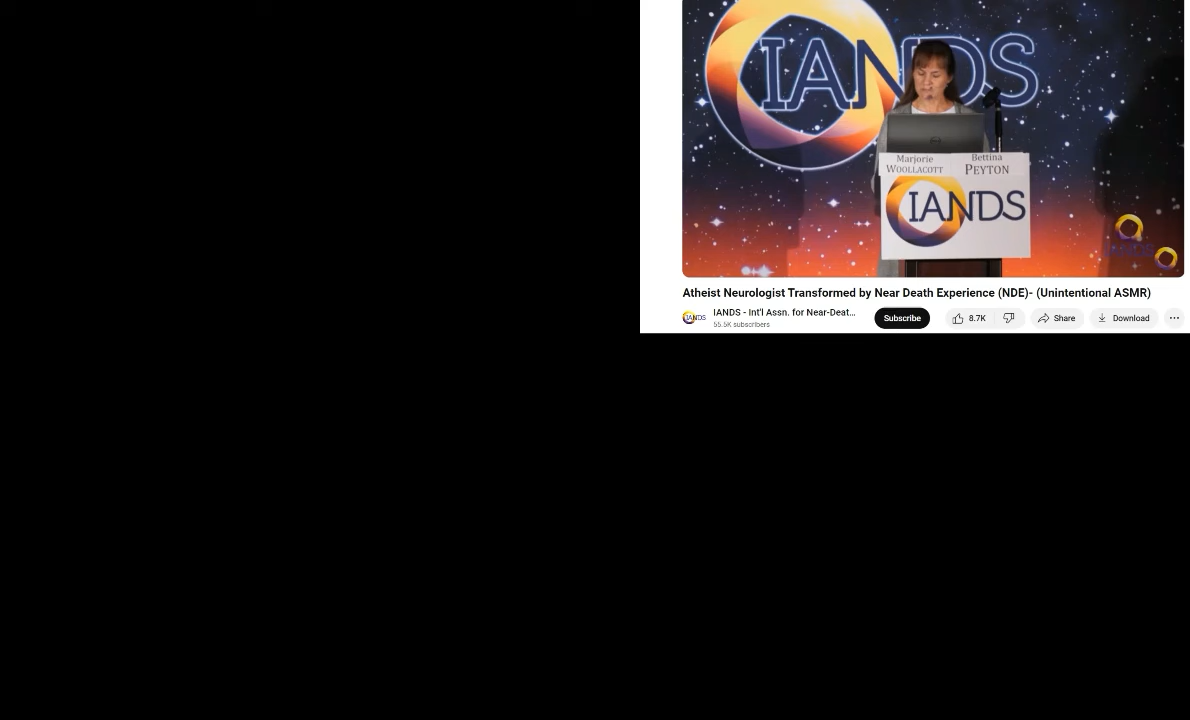 IANDS
Marjorie
WOOLLACOTT
Bettina
PEYTON
IANDS
IANDS
Atheist Neurologist Transformed by Near Death Experience (NDE)- (Unintentional ASMR)
IANDS
IANDS - Int'l Assn. for Near-Deat...
55.5K subscribers
Subscribe
8.7K
Share
Download